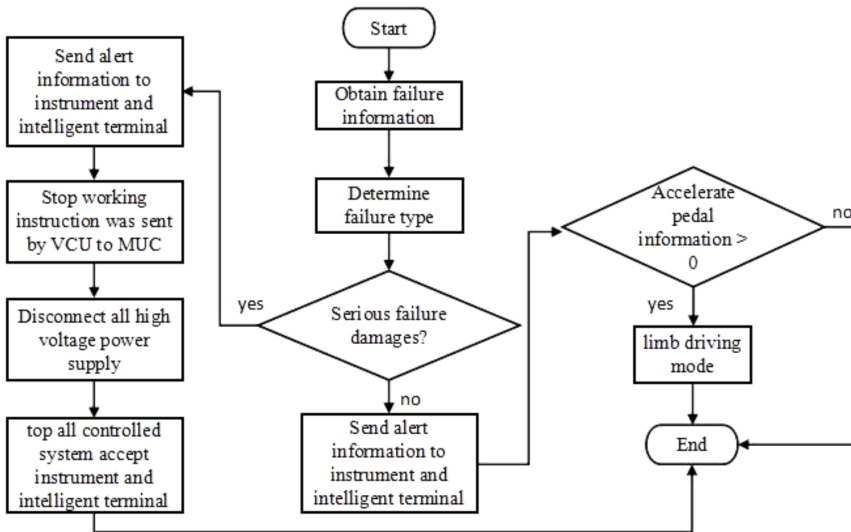 Start
Obtain failure
information
Determine
failure type
Serious failure
damages?
yes
Send alert
information to
instrument and
intelligent terminal
Stop working
instruction was sent
by VCU to MUC
Disconnect all high
voltage power
supply
top all controlled
system accept
instrument and
intelligent terminal
no
Send alert
information to
instrument and
intelligent terminal
Accelerate
pedal
information >
0
no
yes
limb driving
mode
End